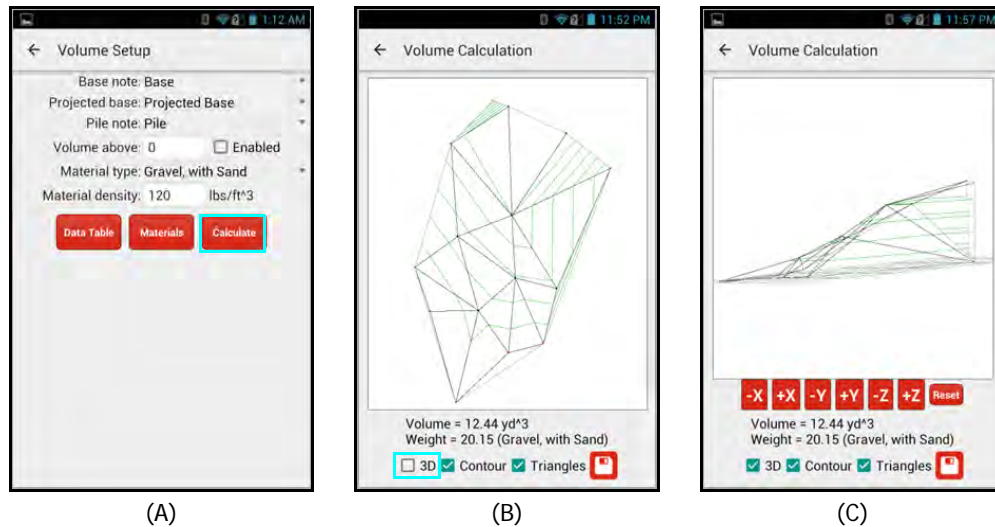 1:12 AM
Volume Setup
Base note: Base
Projected base: Projected Base
Pile note: Pile
Volume above: 0 Enabled
Material type: Gravel, with Sand
Material density: 120 lbs/ft^3
Data Table Materials Calculate
(A)
11:52 PM
Volume Calculation
Volume = 12.44 yd^3
Weight = 20.15 (Gravel, with Sand)
3D Contour Triangles
(B)
11:57 PM
Volume Calculation
-X +X -Y +Y -Z +Z Reset
Volume = 12.44 yd^3
Weight = 20.15 (Gravel, with Sand)
3D Contour Triangles
(C)